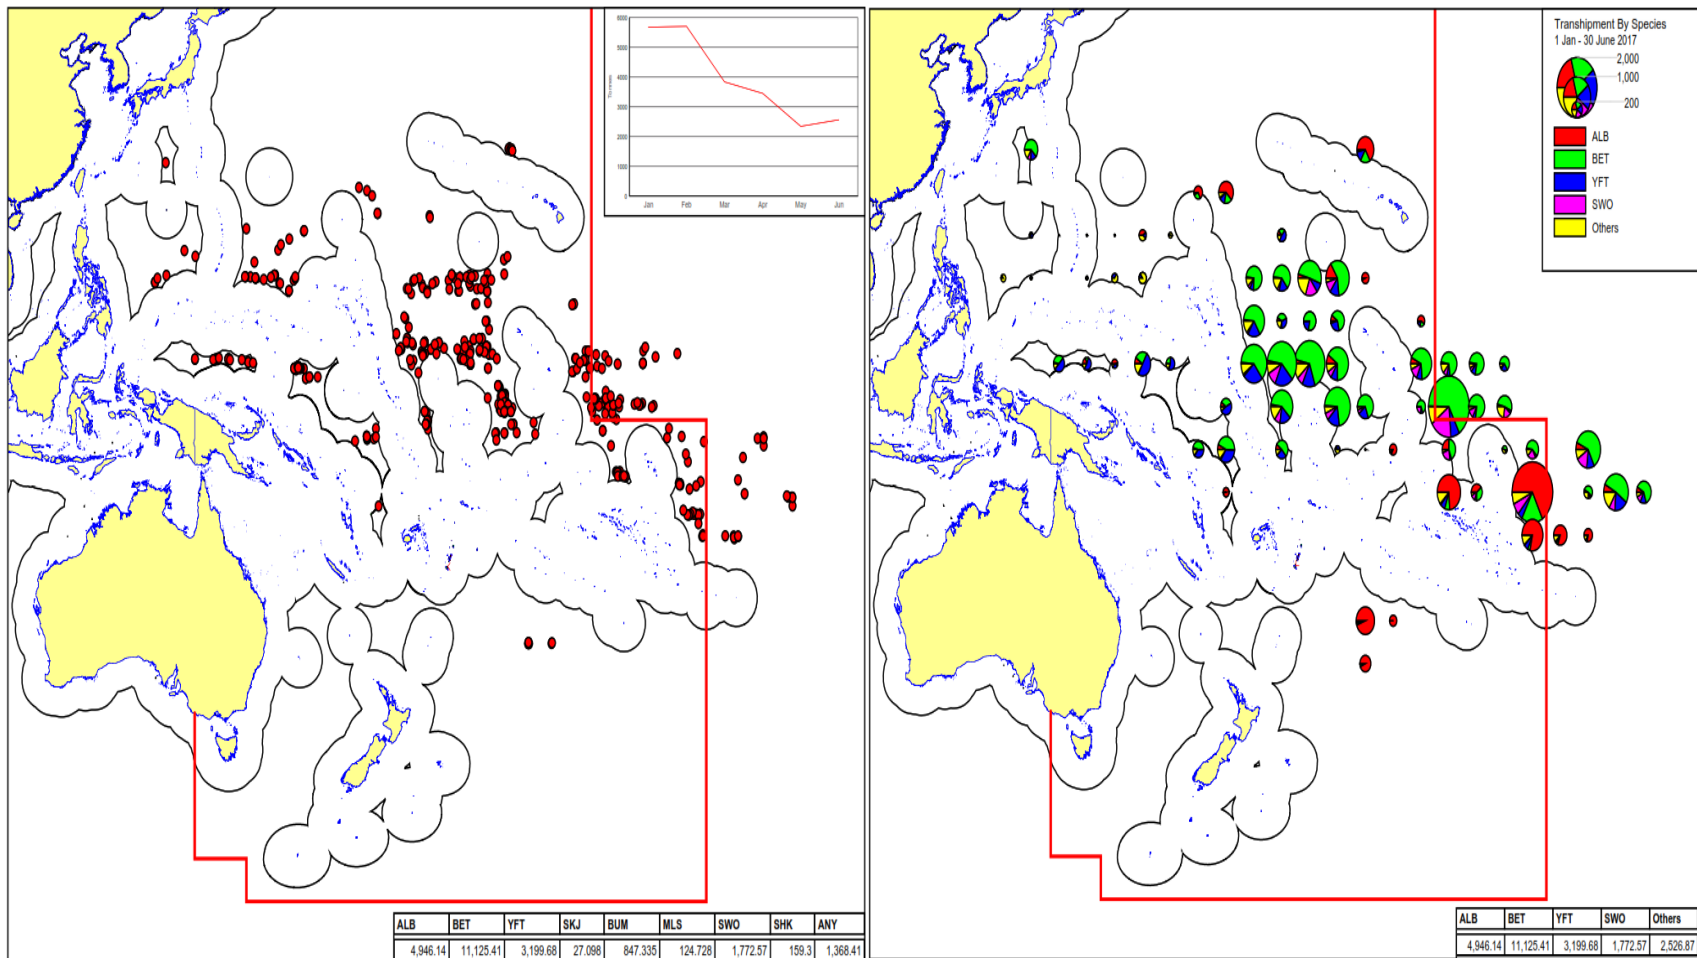 6000
5000
4000
3000
2000
1000
0
Jan Feb Mar Apr May Jun
ALB BET YFT SKJ BUM MLS SWO SHK ANY
4,946.14 11,125.41 3,199.68 27.098 847.335 124.728 1,772.57 159.3 1,368.41
Transhipment By Species
1 Jan - 30 June 2017
2,000
1,000
200
ALB
BET
YFT
SWO
Others
ALB BET YFT SWO Others
4,946.14 11,125.41 3,199.68 1,772.57 2,526.87